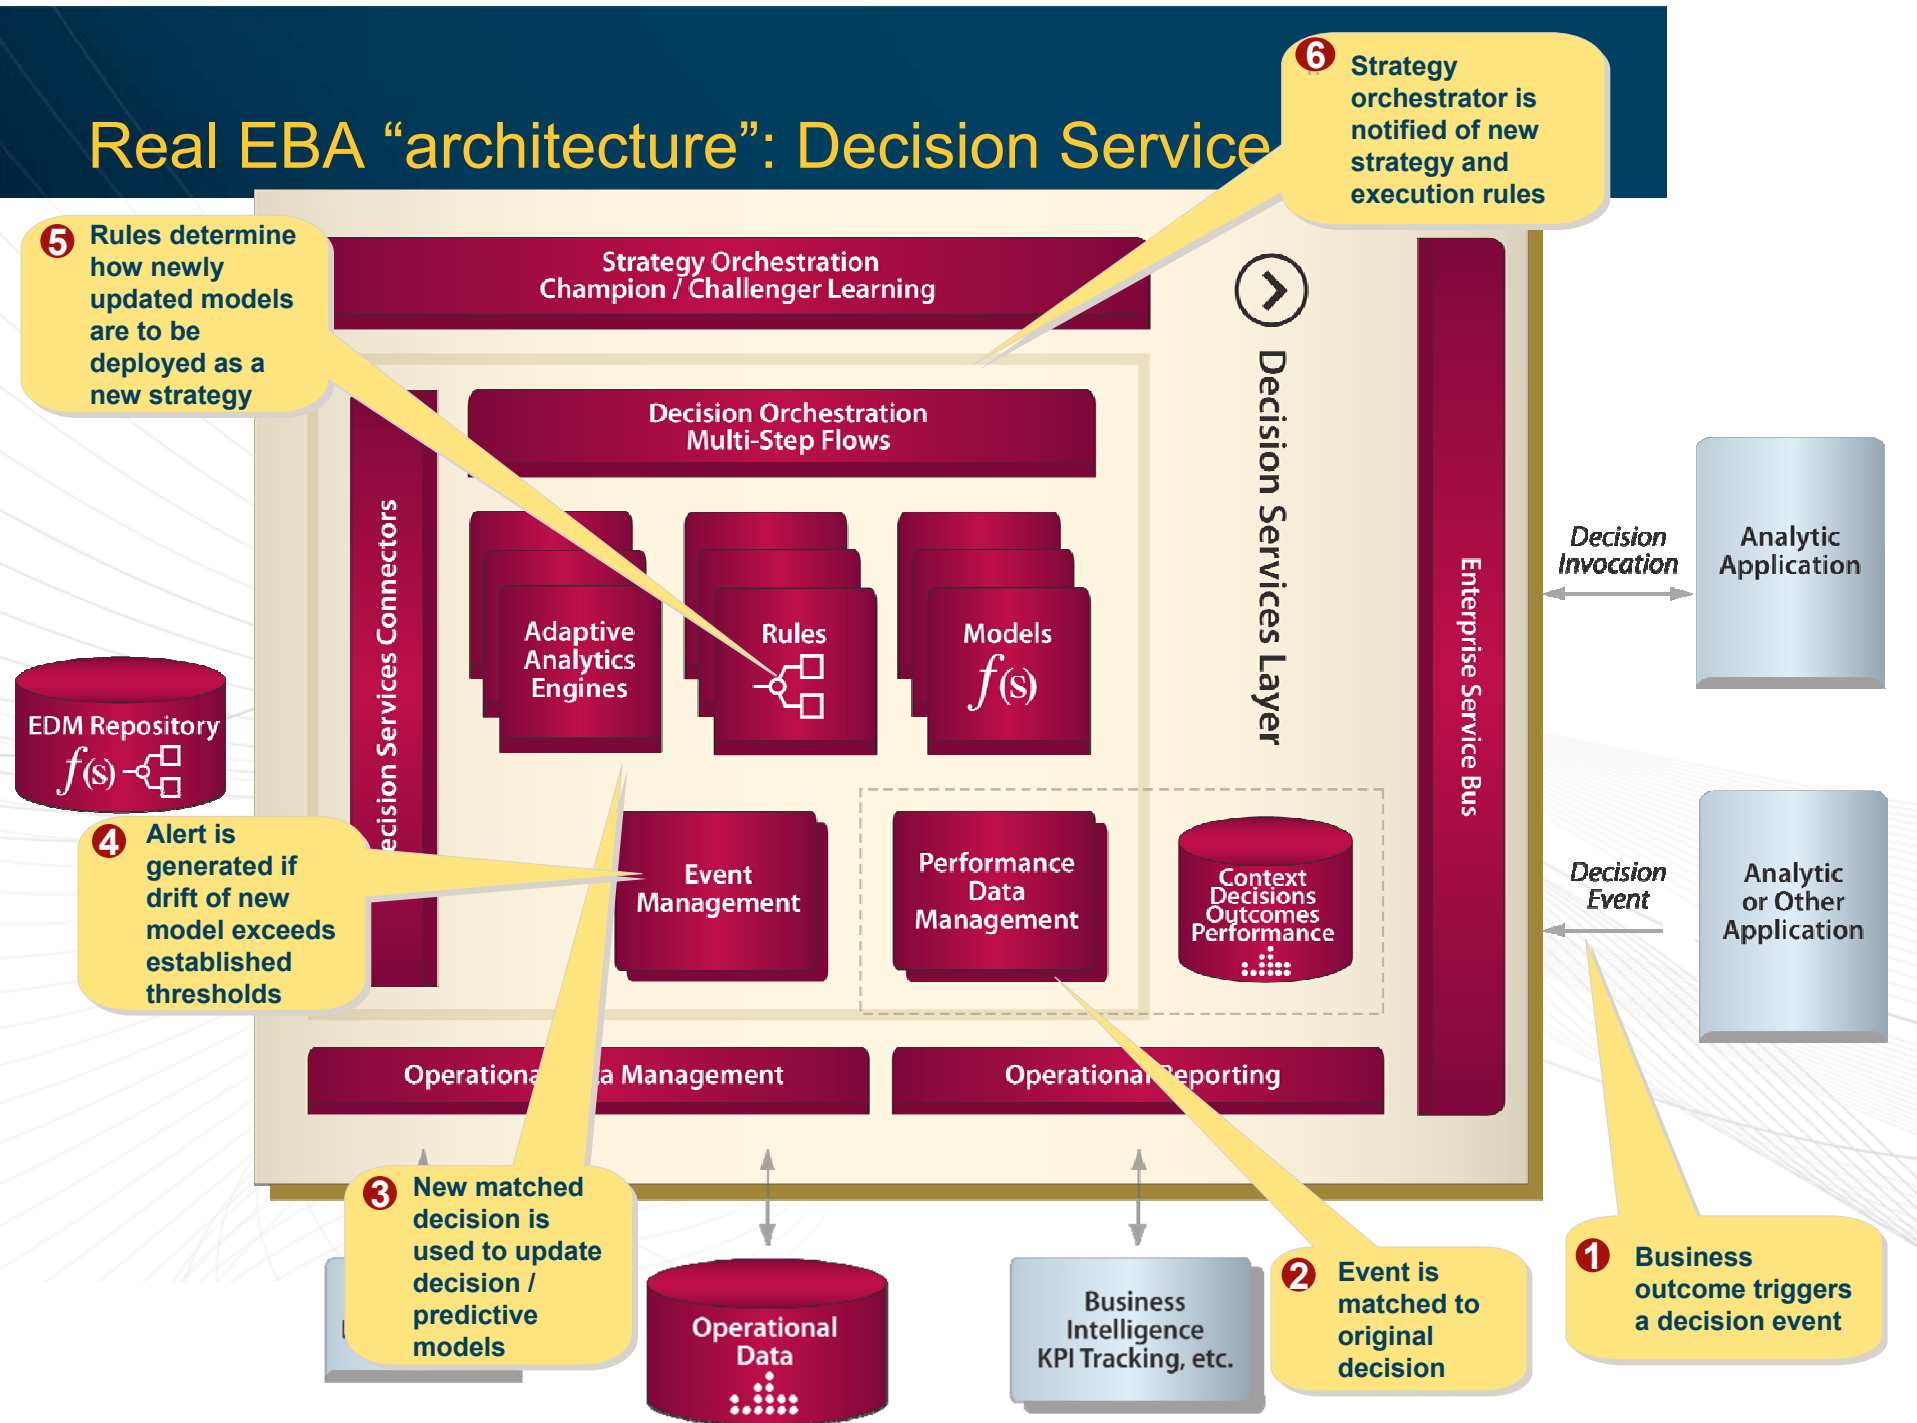 Real EBA “architecture”: Decision Service
6
Strategy
orchestrator is
notified of new
strategy and
execution rules
5
Rules determine
how newly
updated models
are to be
deployed as a
new strategy
Strategy Orchestration
Champion / Challenger Learning
Decision Orchestration
Multi-Step Flows
Decision Services Layer
Enterprise Service Bus
ecision Services Connectors
Adaptive
Analytics
Engines
Rules
Models
f(s)
Decision
Invocation
Analytic
Application
EDM Repository
f(s)
4
Alert is
generated if
drift of new
model exceeds
established
thresholds
Event
Management
Performance
Data
Management
Context
Decisions
Outcomes
Performance
Decision
Event
Analytic
or Other
Application
Operational Data Management
Operational Reporting
3
New matched
decision is
used to update
decision /
predictive
models
Operational
Data
Business
Intelligence
KPI Tracking, etc.
2
Event is
matched to
original
decision
1
Business
outcome triggers
a decision event